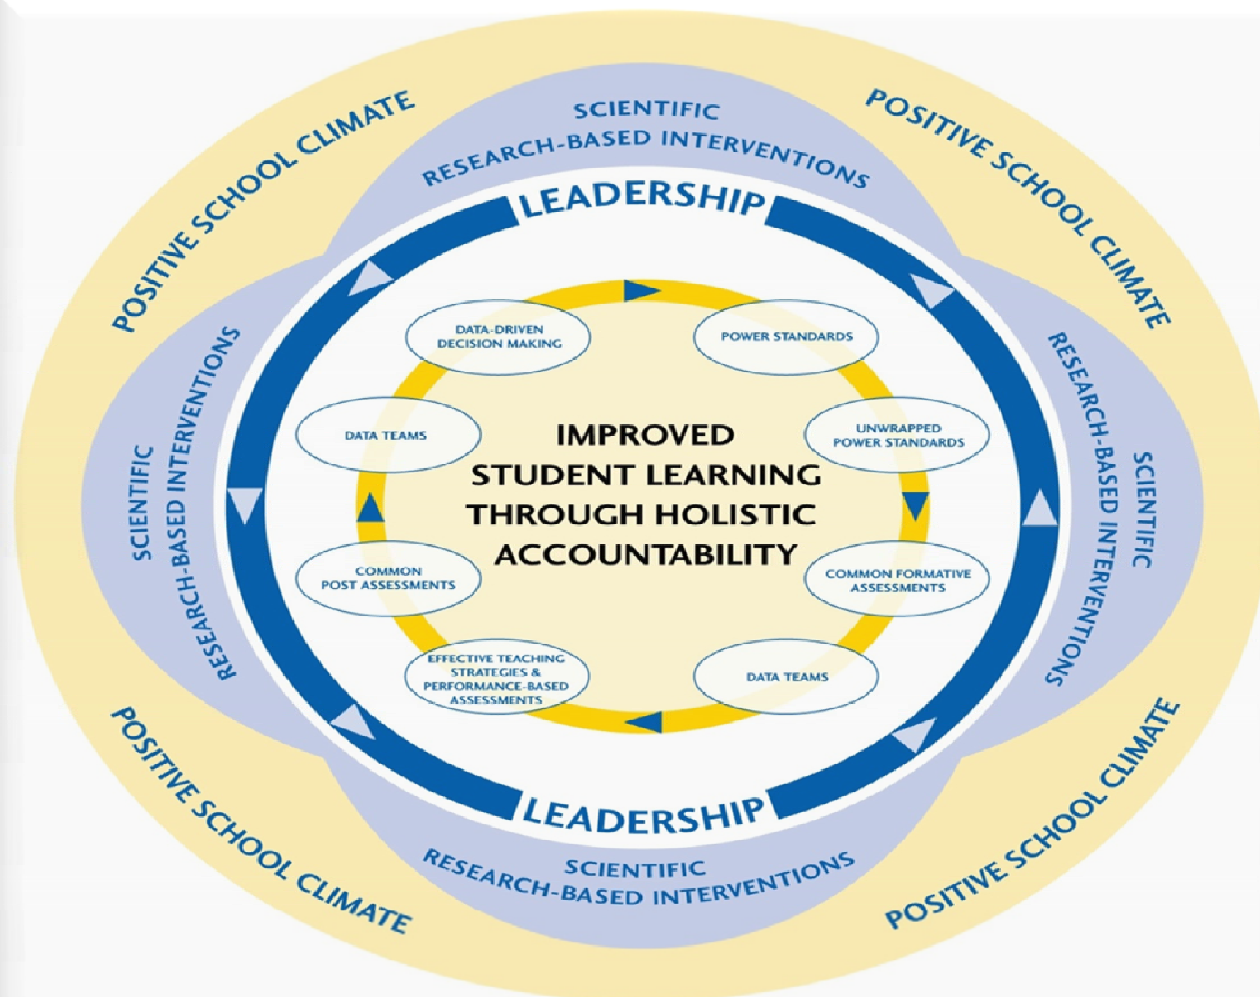 POSITIVE SCHOOL CLIMATE
SCIENTIFIC
RESEARCH-BASED INTERVENTIONS
POSITIVE SCHOOL CLIMATE
LEADERSHIP
DATA-DRIVEN
DECISION MAKING
POWER STANDARDS
DATA TEAMS
UNWRAPPED
POWER STANDARDS
IMPROVED
STUDENT LEARNING
THROUGH HOLISTIC
ACCOUNTABILITY
SCIENTIFIC
RESEARCH-BASED INTERVENTIONS
SCIENTIFIC
RESEARCH-BASED INTERVENTIONS
COMMON
POST ASSESSMENTS
COMMON FORMATIVE
ASSESSMENTS
EFFECTIVE TEACHING
STRATEGIES &
PERFORMANCE-BASED
ASSESSMENTS
DATA TEAMS
LEADERSHIP
POSITIVE SCHOOL CLIMATE
SCIENTIFIC
RESEARCH-BASED INTERVENTIONS
POSITIVE SCHOOL CLIMATE